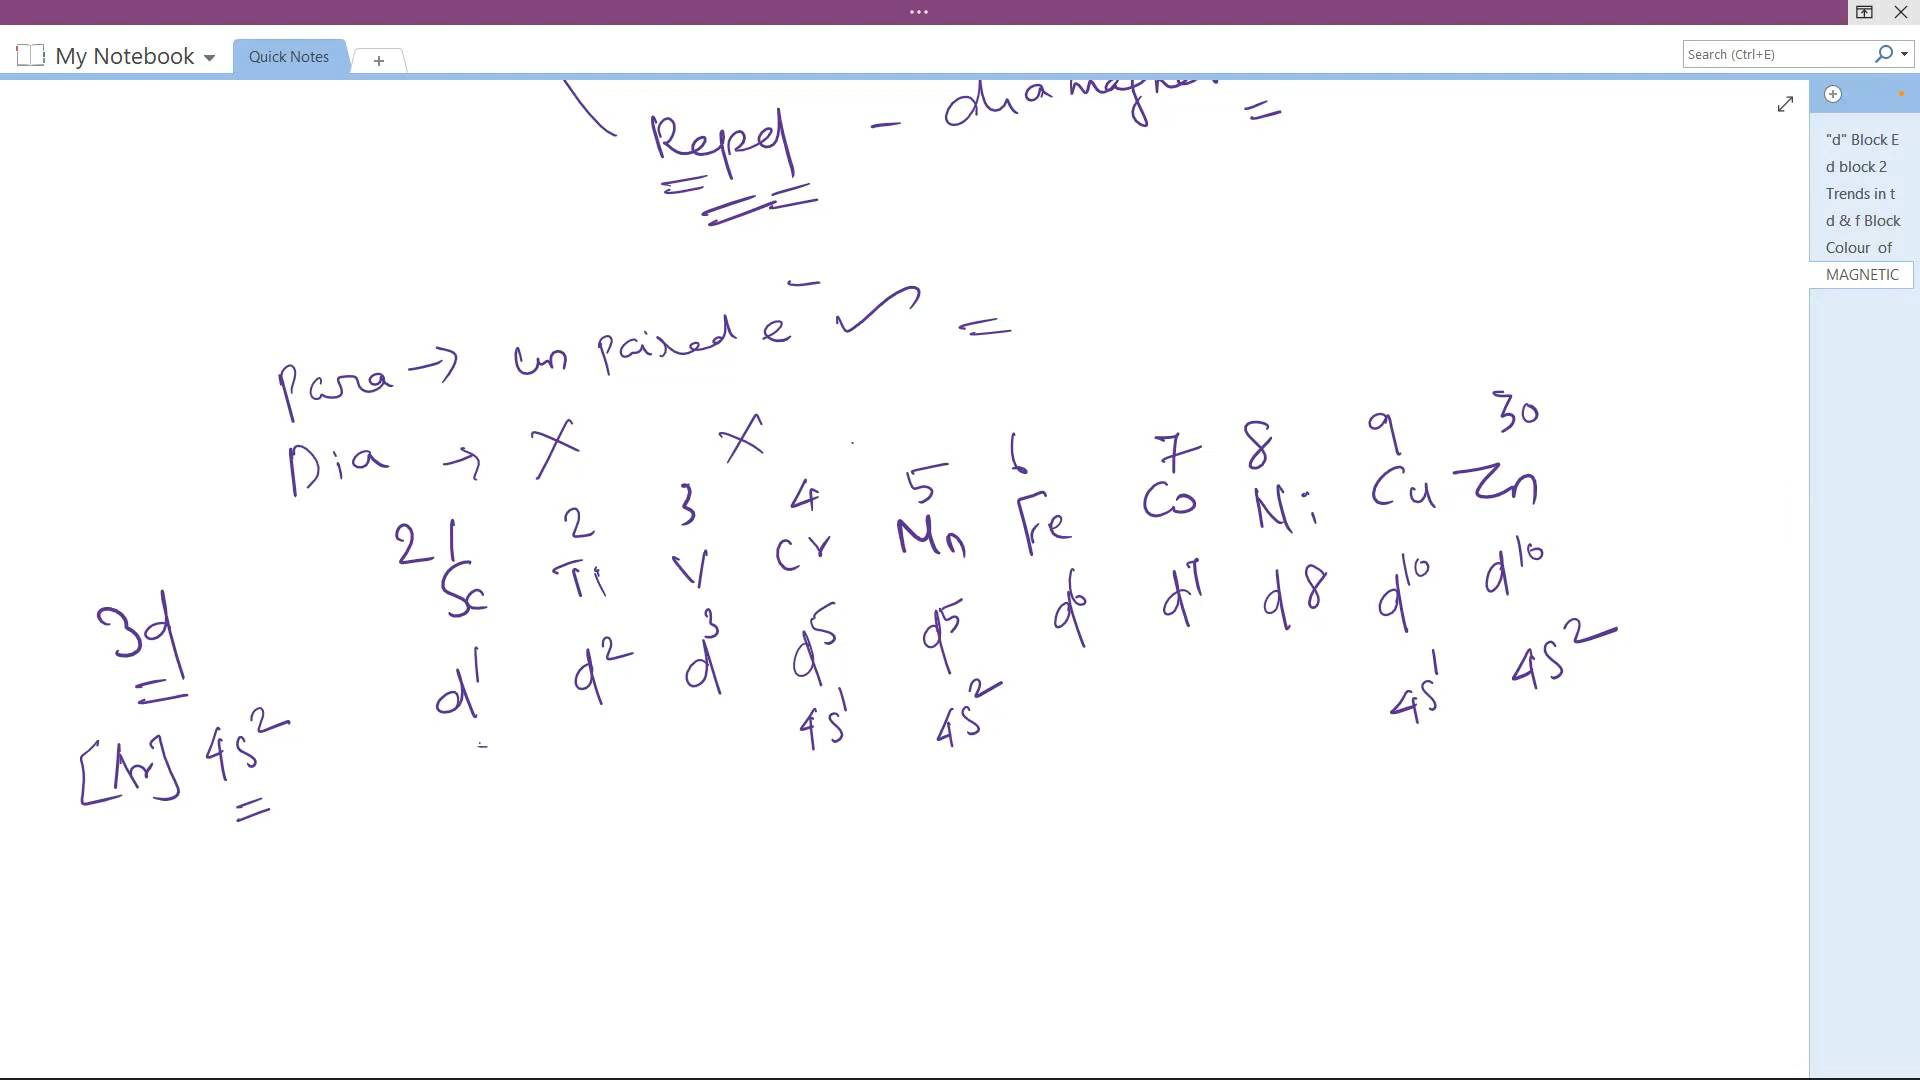 My Notebook
Quick Notes
Search (Ctrl+E)
"d" Block E
d block 2
Trends in t
d & f Block
Colour of
MAGNETIC
Repel - diamagnet
Para → unpaired e⁻
Dia → X X
21 2 3 4 5 6 7 8 9 30
Sc Ti V Cr Mn Fe Co Ni Cu Zn
3d d¹ d² d³ d⁵ d⁵ d⁶ d⁷ d8 d¹⁰ d¹⁰
[Ar] 4s² 4s¹ 4s² 4s¹ 4s²